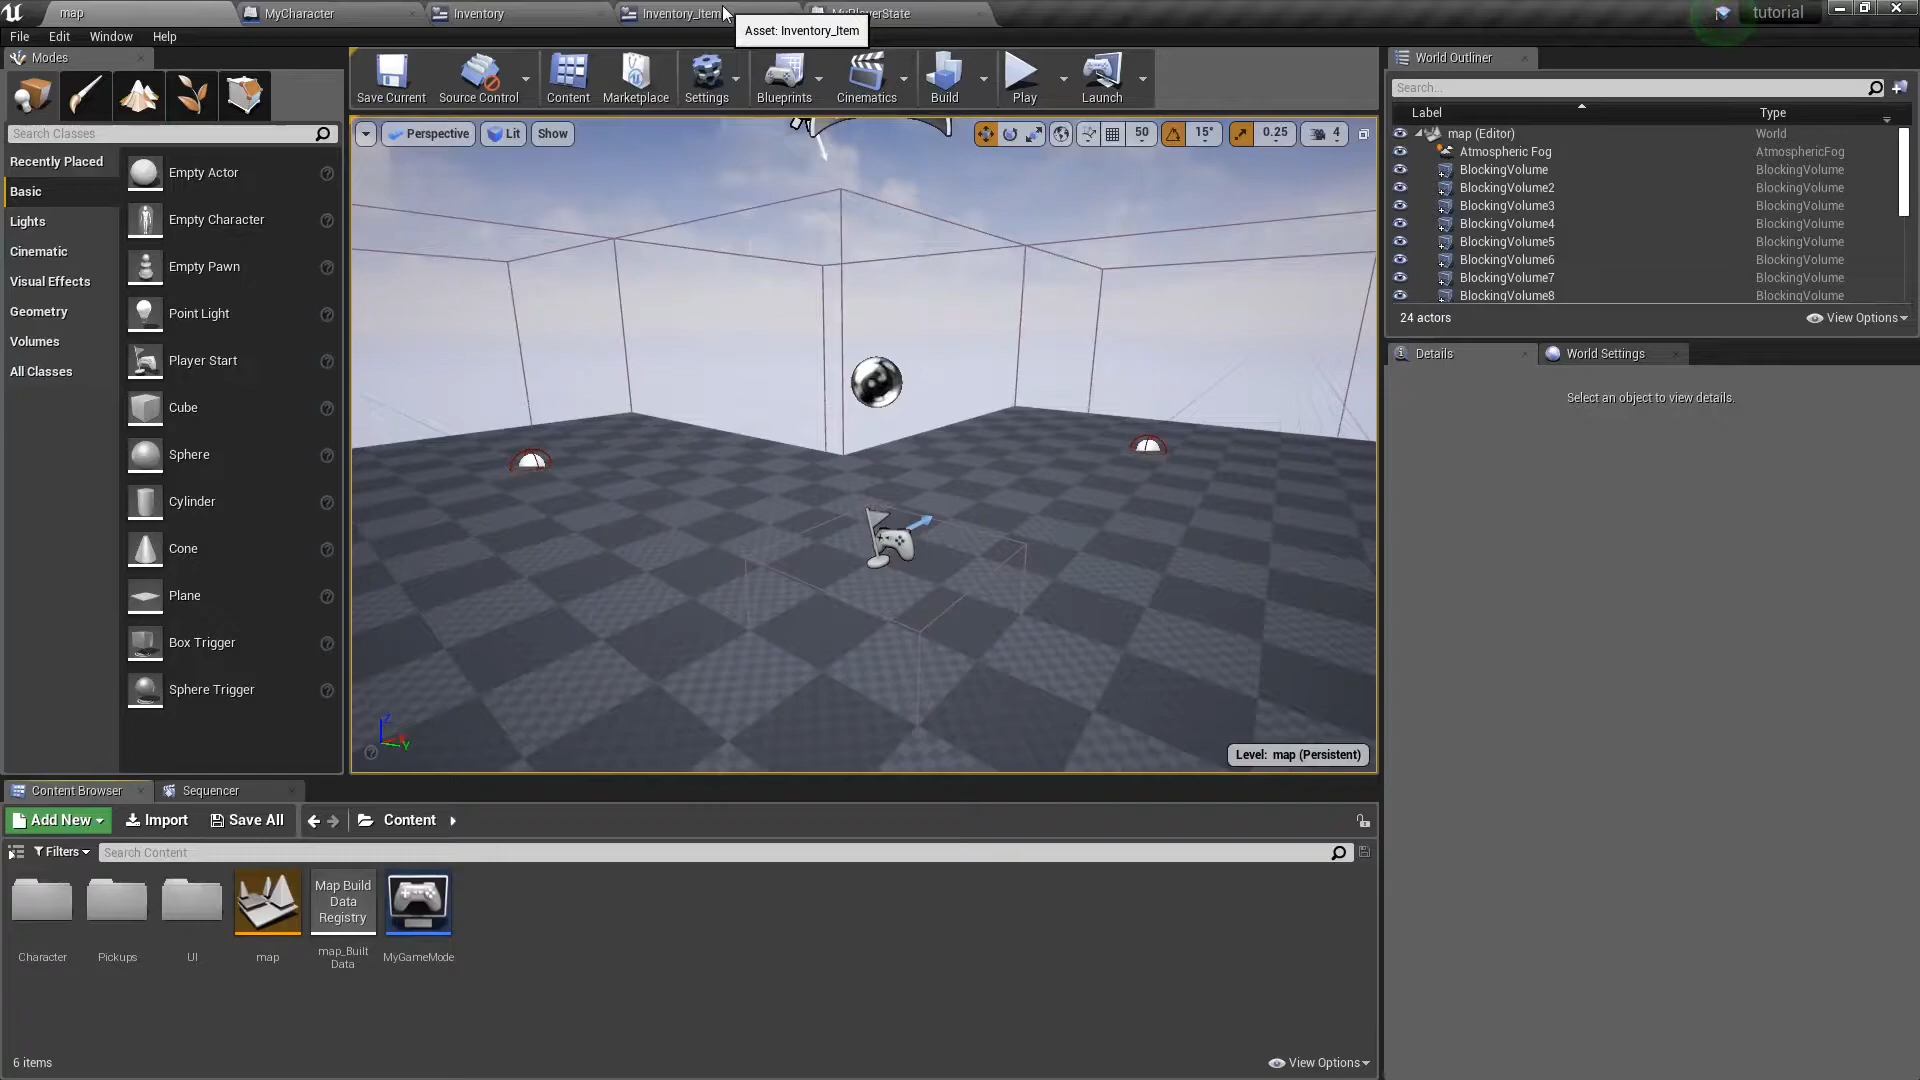 map
MyCharacter
Inventory
Inventory_Item
MyPlayerState
tutorial
Asset: Inventory_Item
File
Edit
Window
Help
Modes
Search Classes
Recently Placed
Basic
Lights
Cinematic
Visual Effects
Geometry
Volumes
All Classes
Empty Actor
Empty Character
Empty Pawn
Point Light
Player Start
Cube
Sphere
Cylinder
Cone
Plane
Box Trigger
Sphere Trigger
Save Current
Source Control
Content
Marketplace
Settings
Blueprints
Cinematics
Build
Play
Launch
Perspective
Lit
Show
50
15°
0.25
4
Z
Y
Level: map (Persistent)
World Outliner
Search...
Label
Type
map (Editor)
World
Atmospheric Fog
AtmosphericFog
BlockingVolume
BlockingVolume
BlockingVolume2
BlockingVolume
BlockingVolume3
BlockingVolume
BlockingVolume4
BlockingVolume
BlockingVolume5
BlockingVolume
BlockingVolume6
BlockingVolume
BlockingVolume7
BlockingVolume
BlockingVolume8
BlockingVolume
24 actors
View Options
Details
World Settings
Select an object to view details.
Content Browser
Sequencer
Add New
Import
Save All
Content
Filters
Search Content
Map Build
Data
Registry
Character
Pickups
UI
map
map_Built
Data
MyGameMode
6 items
View Options